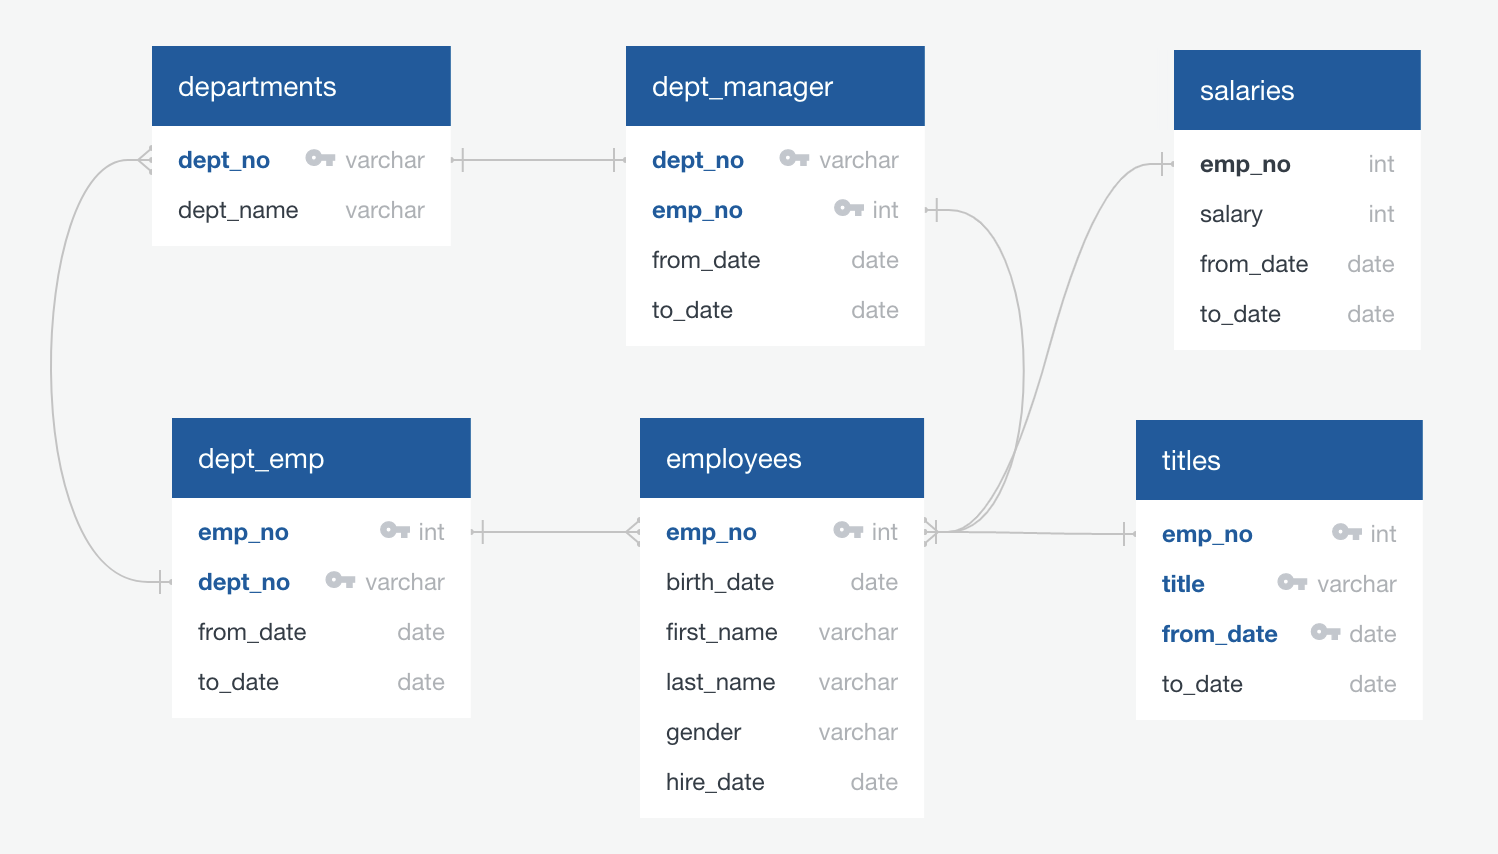 departments
dept_no varchar
dept_name varchar
dept_manager
dept_no varchar
emp_no int
from_date date
to_date date
salaries
emp_no int
salary int
from_date date
to_date date
dept_emp
emp_no int
dept_no varchar
from_date date
to_date date
employees
emp_no int
birth_date date
first_name varchar
last_name varchar
gender varchar
hire_date date
titles
emp_no int
title varchar
from_date date
to_date date